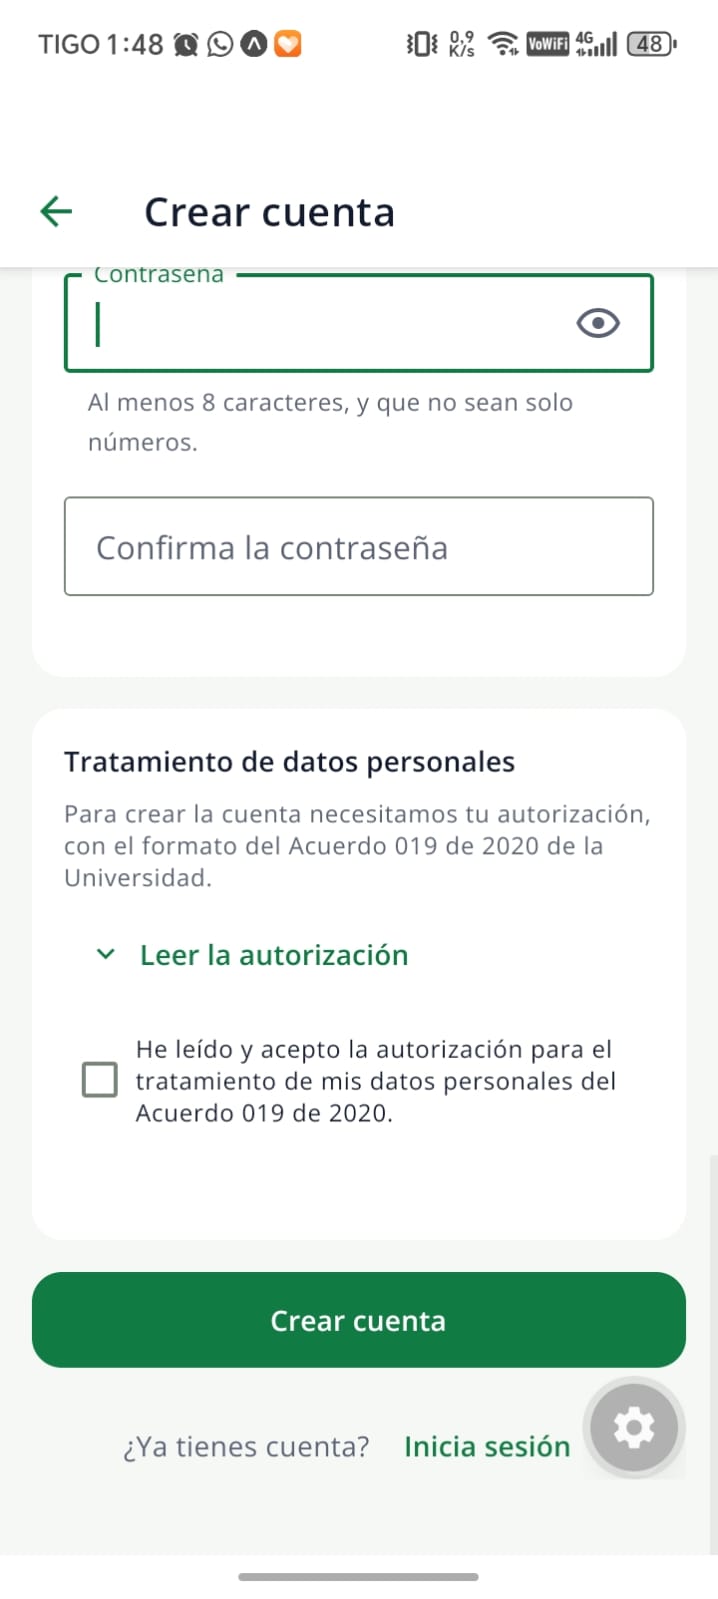 TIGO 1:48
0,9 K/s VoWiFi 4G 48
Crear cuenta
Contraseña
Al menos 8 caracteres, y que no sean solo
números.
Confirma la contraseña
Tratamiento de datos personales
Para crear la cuenta necesitamos tu autorización,
con el formato del Acuerdo 019 de 2020 de la
Universidad.
Leer la autorización
He leído y acepto la autorización para el
tratamiento de mis datos personales del
Acuerdo 019 de 2020.
Crear cuenta
¿Ya tienes cuenta? Inicia sesión